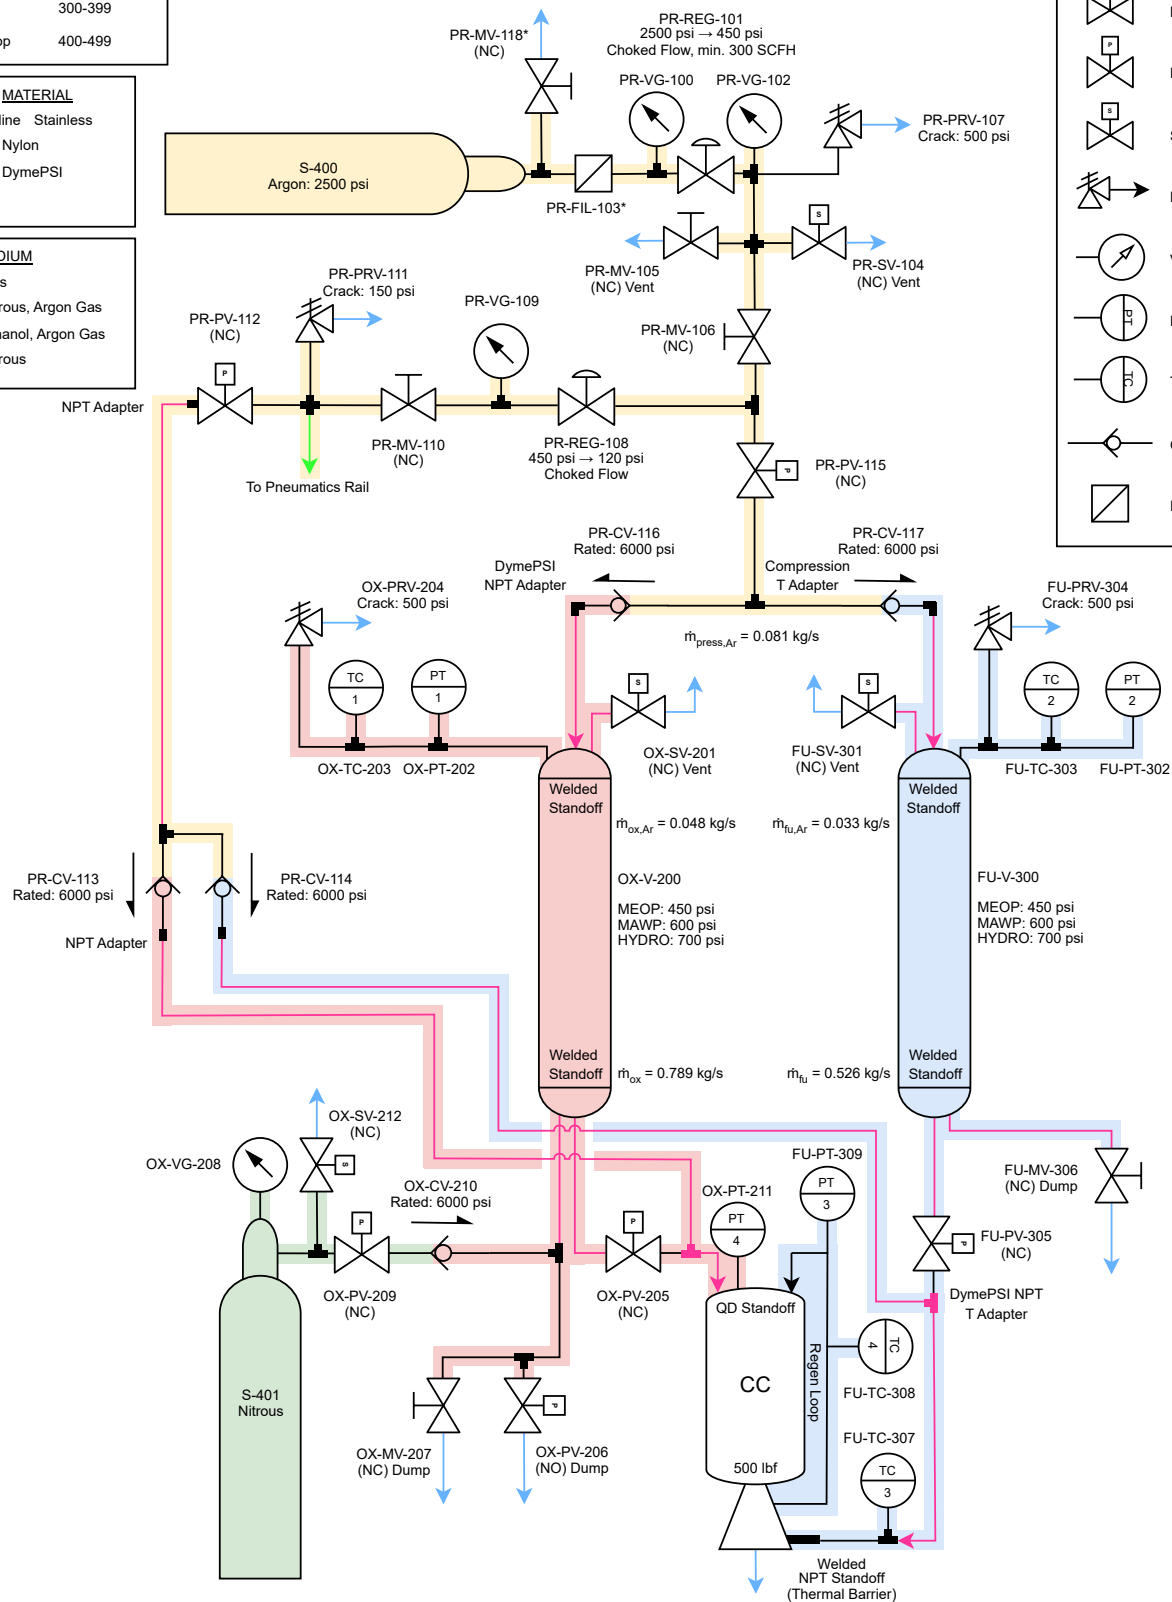 300-399
400-499
MATERIAL
Stainless
Nylon
DymePSI
rous, Argon Gas
anol, Argon Gas
rous
PR-MV-118*
(NC)
PR-REG-101
2500 psi → 450 psi
Choked Flow, min. 300 SCFH
PR-VG-100
PR-VG-102
PR-PRV-107
Crack: 500 psi
S-400
Argon: 2500 psi
PR-FIL-103*
PR-MV-105
(NC) Vent
S
PR-SV-104
(NC) Vent
P
S
PT
TC
PR-PRV-111
Crack: 150 psi
PR-VG-109
PR-PV-112
(NC)
P
PR-MV-106
(NC)
NPT Adapter
PR-MV-110
(NC)
PR-REG-108
450 psi → 120 psi
Choked Flow
To Pneumatics Rail
P
PR-PV-115
(NC)
PR-CV-116
Rated: 6000 psi
PR-CV-117
Rated: 6000 psi
DymePSI
NPT Adapter
Compression
T Adapter
OX-PRV-204
Crack: 500 psi
FU-PRV-304
Crack: 500 psi
ṁpress,Ar = 0.081 kg/s
TC
1
PT
1
S
S
TC
2
PT
2
OX-TC-203
OX-PT-202
OX-SV-201
(NC) Vent
FU-SV-301
(NC) Vent
FU-TC-303
FU-PT-302
Welded
Standoff
Welded
Standoff
ṁox,Ar = 0.048 kg/s
ṁfu,Ar = 0.033 kg/s
PR-CV-113
Rated: 6000 psi
PR-CV-114
Rated: 6000 psi
OX-V-200
MEOP: 450 psi
MAWP: 600 psi
HYDRO: 700 psi
FU-V-300
MEOP: 450 psi
MAWP: 600 psi
HYDRO: 700 psi
NPT Adapter
Welded
Standoff
Welded
Standoff
ṁox = 0.789 kg/s
ṁfu = 0.526 kg/s
OX-SV-212
(NC)
S
OX-VG-208
OX-CV-210
Rated: 6000 psi
P
OX-PV-209
(NC)
P
OX-PV-205
(NC)
OX-PT-211
PT
4
FU-PT-309
PT
3
FU-MV-306
(NC) Dump
P
FU-PV-305
(NC)
DymePSI NPT
T Adapter
QD Standoff
CC
Regen Loop
TC
4
FU-TC-308
S-401
Nitrous
P
OX-MV-207
(NC) Dump
OX-PV-206
(NO) Dump
500 lbf
FU-TC-307
TC
3
Welded
NPT Standoff
(Thermal Barrier)